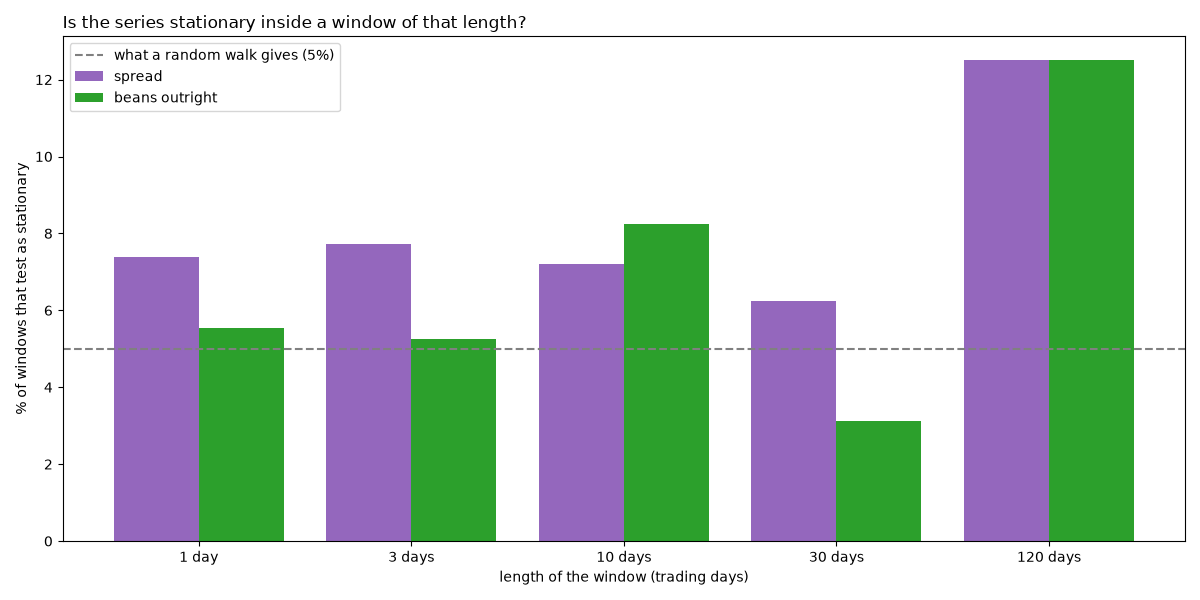 Is the series stationary inside a window of that length?
what a random walk gives (5%)
spread
beans outright
% of windows that test as stationary
12
10
8
6
4
2
0
1 day
3 days
10 days
30 days
120 days
length of the window (trading days)